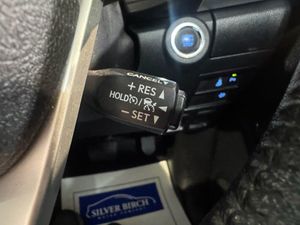 CANCEL
+ RES ▲
HOLD / ◄
− SET ▼
SILVER BIRCH